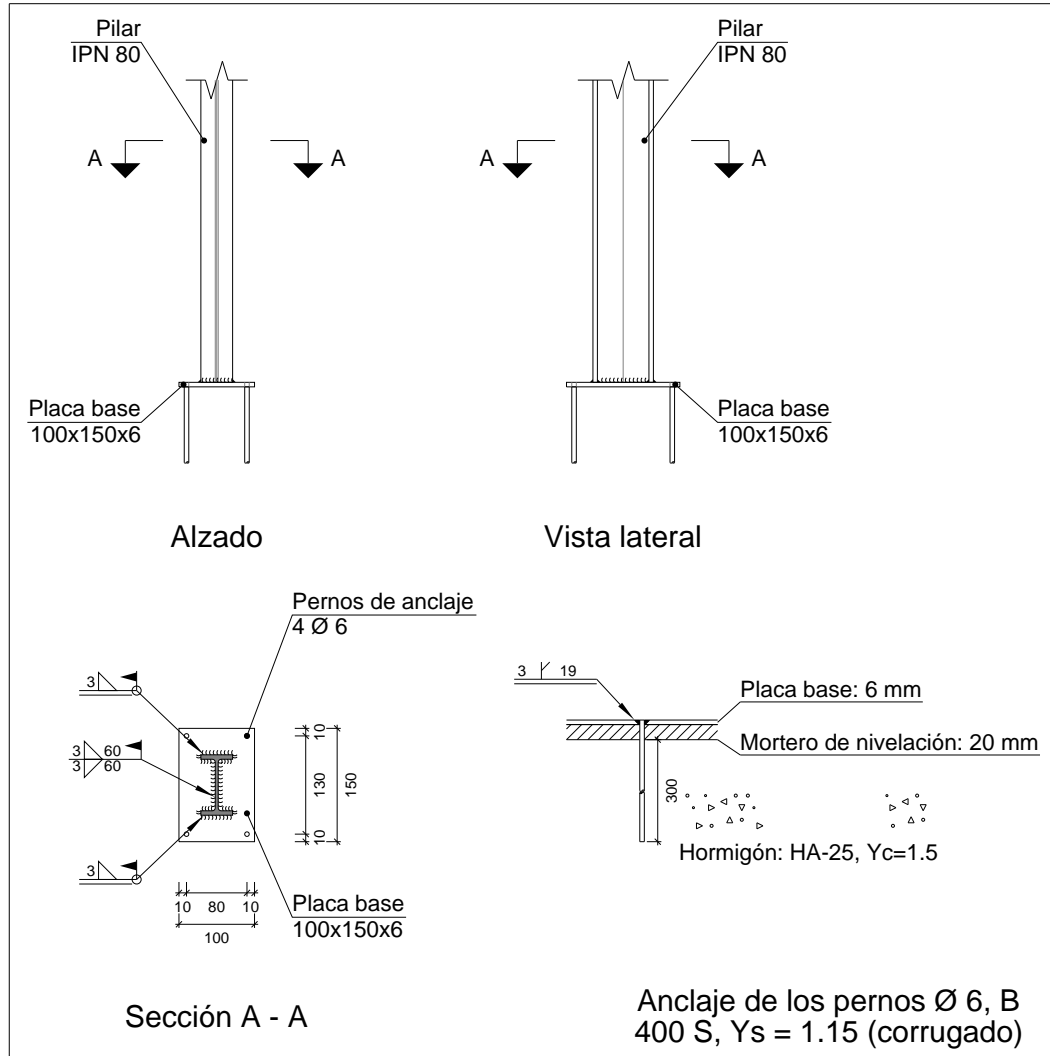 Pilar
IPN 80
Pilar
IPN 80
A
A
A
A
Placa base
100x150x6
Placa base
100x150x6
Alzado
Vista lateral
Pernos de anclaje
4 Ø 6
3
3 60
3 60
3
10
130
10
150
10 80 10
100
Placa base
100x150x6
Sección A - A
3 19
Placa base: 6 mm
Mortero de nivelación: 20 mm
300
Hormigón: HA-25, Yc=1.5
Anclaje de los pernos Ø 6, B
400 S, Ys = 1.15 (corrugado)